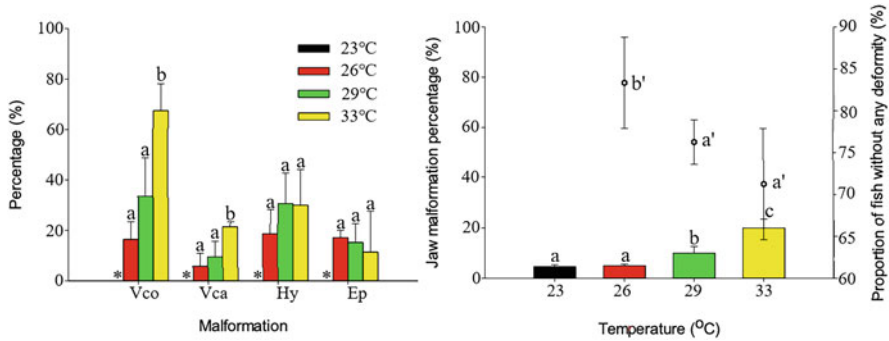 100
80
60
40
20
0
Percentage (%)
23°C
26°C
29°C
33°C
* a a b
* a a b
* a a a
* a a a
Vco Vca Hy Ep
Malformation
100
80
60
40
20
0
Jaw malformation percentage (%)
b'
a'
a'
a a b c
90
85
80
75
70
65
60
Proportion of fish without any deformity (%)
23 26 29 33
Temperature (°C)